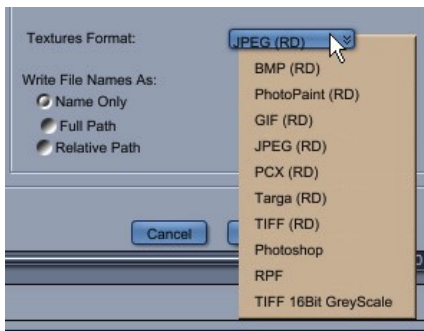 Textures Format:
JPEG (RD)
BMP (RD)
PhotoPaint (RD)
GIF (RD)
JPEG (RD)
PCX (RD)
Targa (RD)
TIFF (RD)
Photoshop
RPF
TIFF 16Bit GreyScale
Write File Names As:
Name Only
Full Path
Relative Path
Cancel